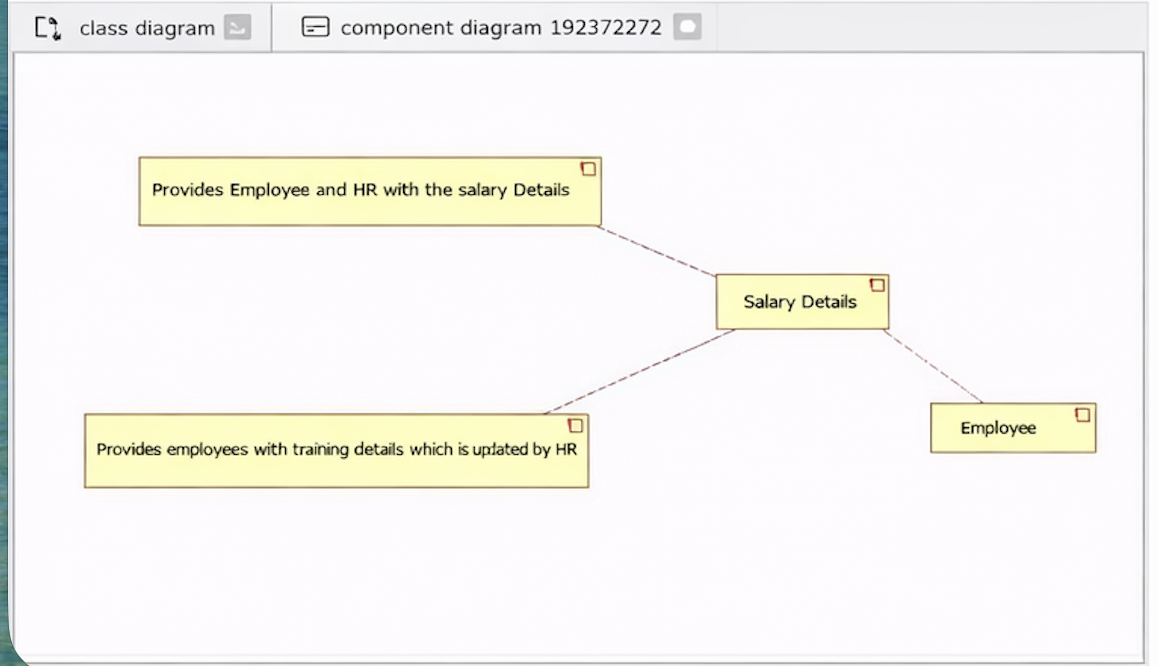 class diagram
component diagram 192372272
Provides Employee and HR with the salary Details
Salary Details
Employee
Provides employees with training details which is updated by HR